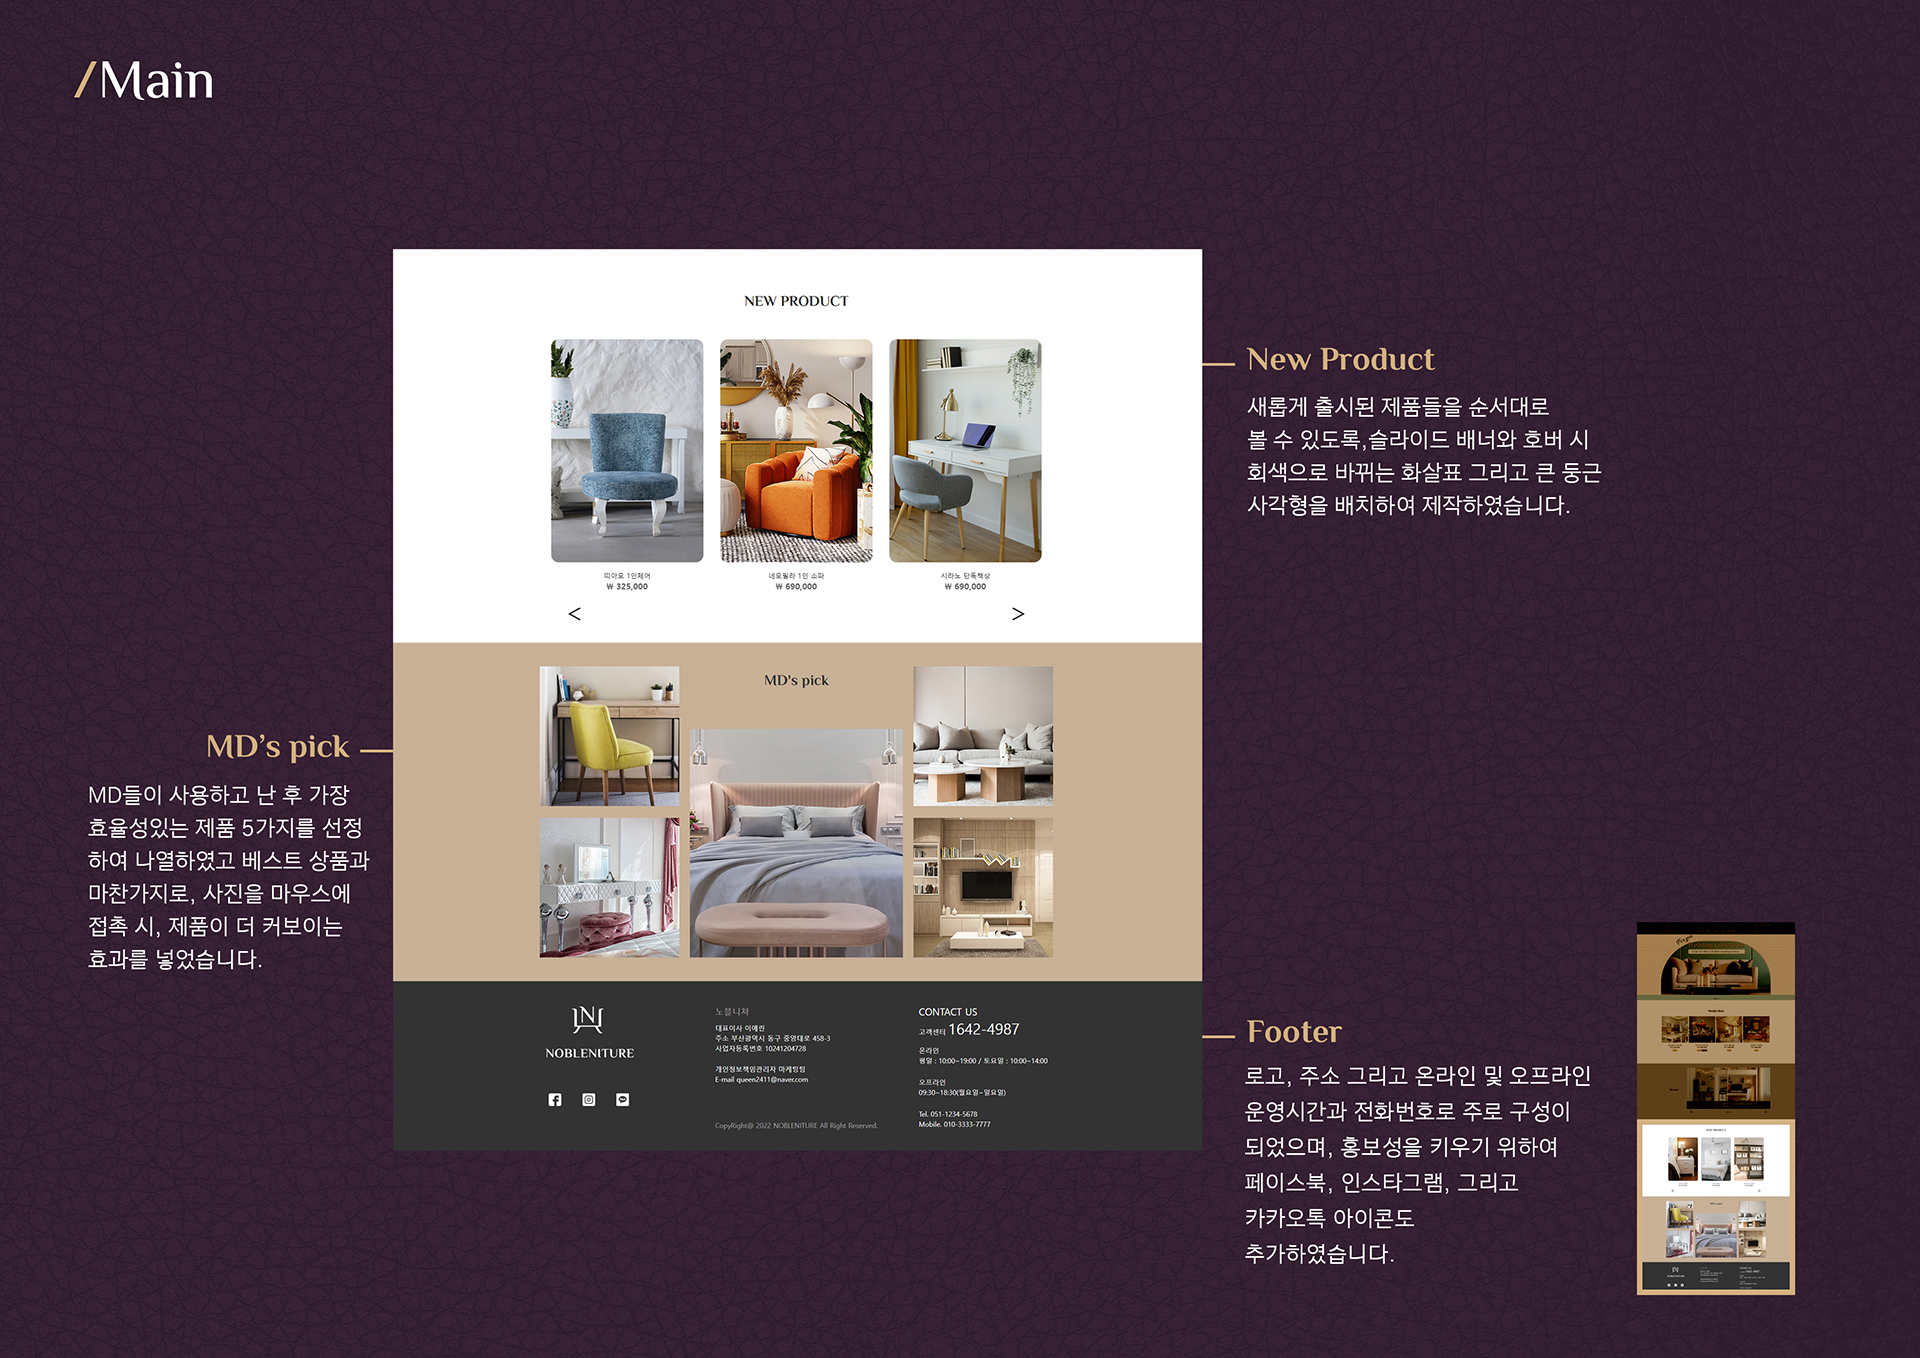 /Main
NEW PRODUCT
띠아모 1인체어
₩ 325,000
네모필라 1인 소파
₩ 690,000
시라노 단독책상
₩ 690,000
<
>
New Product
새롭게 출시된 제품들을 순서대로
볼 수 있도록,슬라이드 배너와 호버 시
회색으로 바뀌는 화살표 그리고 큰 둥근
사각형을 배치하여 제작하였습니다.
MD's pick
MD’s pick
MD들이 사용하고 난 후 가장
효율성있는 제품 5가지를 선정
하여 나열하였고 베스트 상품과
마찬가지로, 사진을 마우스에
접촉 시, 제품이 더 커보이는
효과를 넣었습니다.
NOBLENITURE
노블니쳐
대표이사 이예린
주소 부산광역시 동구 중앙대로 458-3
사업자등록번호 10241204728
개인정보책임관리자 마케팅팀
E-mail queen2411@naver.com
CopyRight@ 2022 NOBLENITURE All Right Reserved.
CONTACT US
고객센터 1642-4987
온라인
평일 : 10:00~19:00 / 토요일 : 10:00~14:00
오프라인
09:30~18:30(월요일~일요일)
Tel. 051-1234-5678
Mobile. 010-3333-7777
Footer
로고, 주소 그리고 온라인 및 오프라인
운영시간과 전화번호로 주로 구성이
되었으며, 홍보성을 키우기 위하여
페이스북, 인스타그램, 그리고
카카오톡 아이콘도
추가하였습니다.